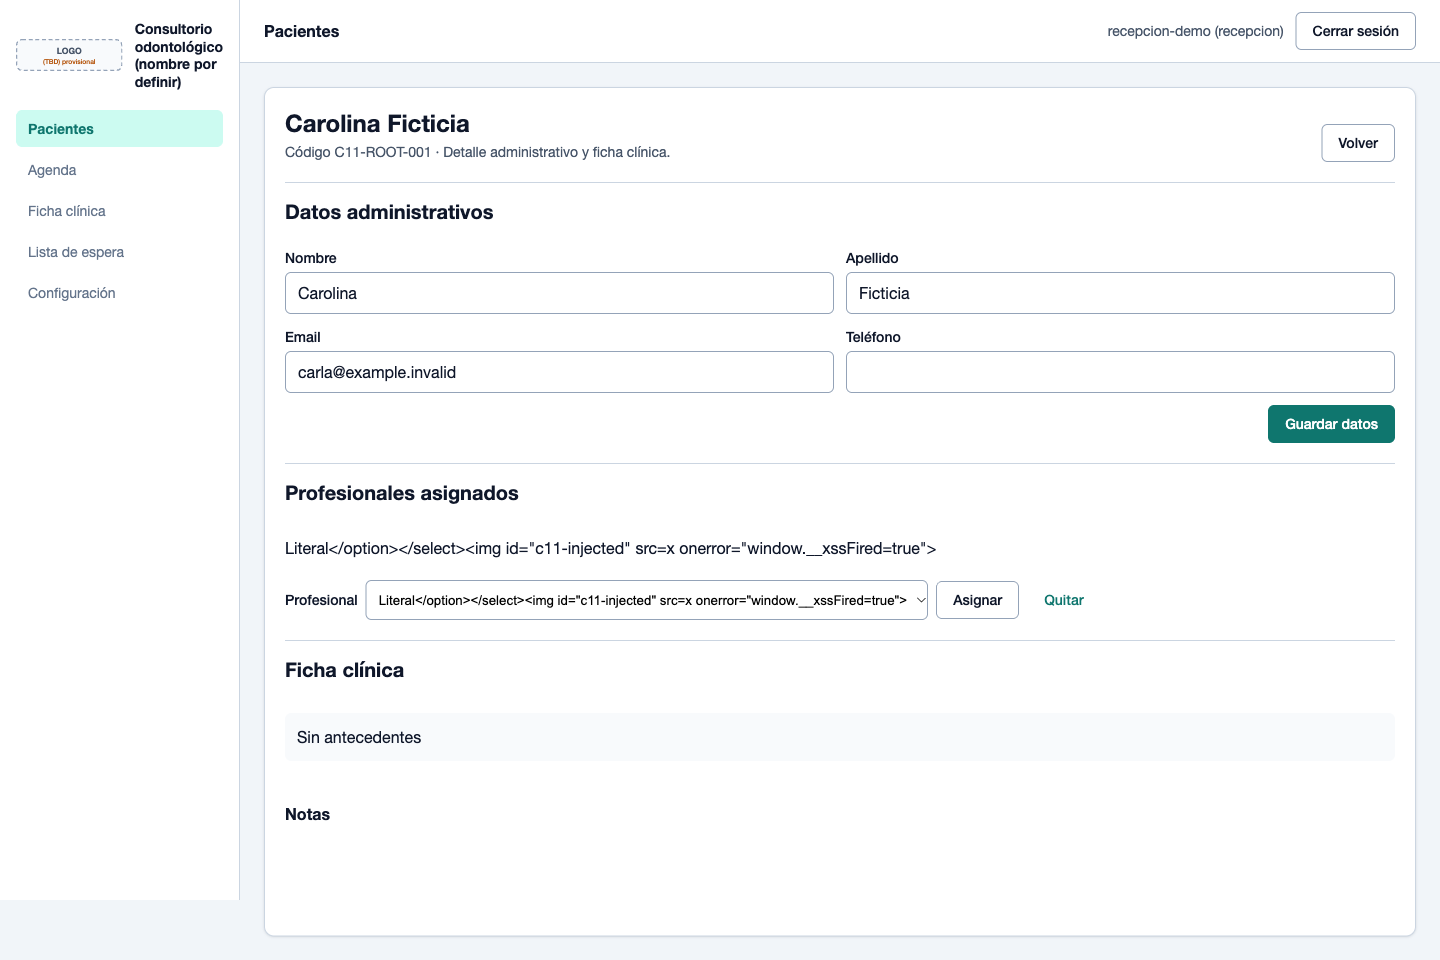 LOGO
(TBD) provisional
Consultorio
odontológico
(nombre por
definir)
Pacientes
Agenda
Ficha clínica
Lista de espera
Configuración
Pacientes
recepcion-demo (recepcion)
Cerrar sesión
Carolina Ficticia
Código C11-ROOT-001 · Detalle administrativo y ficha clínica.
Volver
Datos administrativos
Nombre
Apellido
Carolina
Ficticia
Email
Teléfono
carla@example.invalid
Guardar datos
Profesionales asignados
Literal</option></select><img id="c11-injected" src=x onerror="window.__xssFired=true">
Profesional
Literal</option></select><img id="c11-injected" src=x onerror="window.__xssFired=true">
Asignar
Quitar
Ficha clínica
Sin antecedentes
Notas